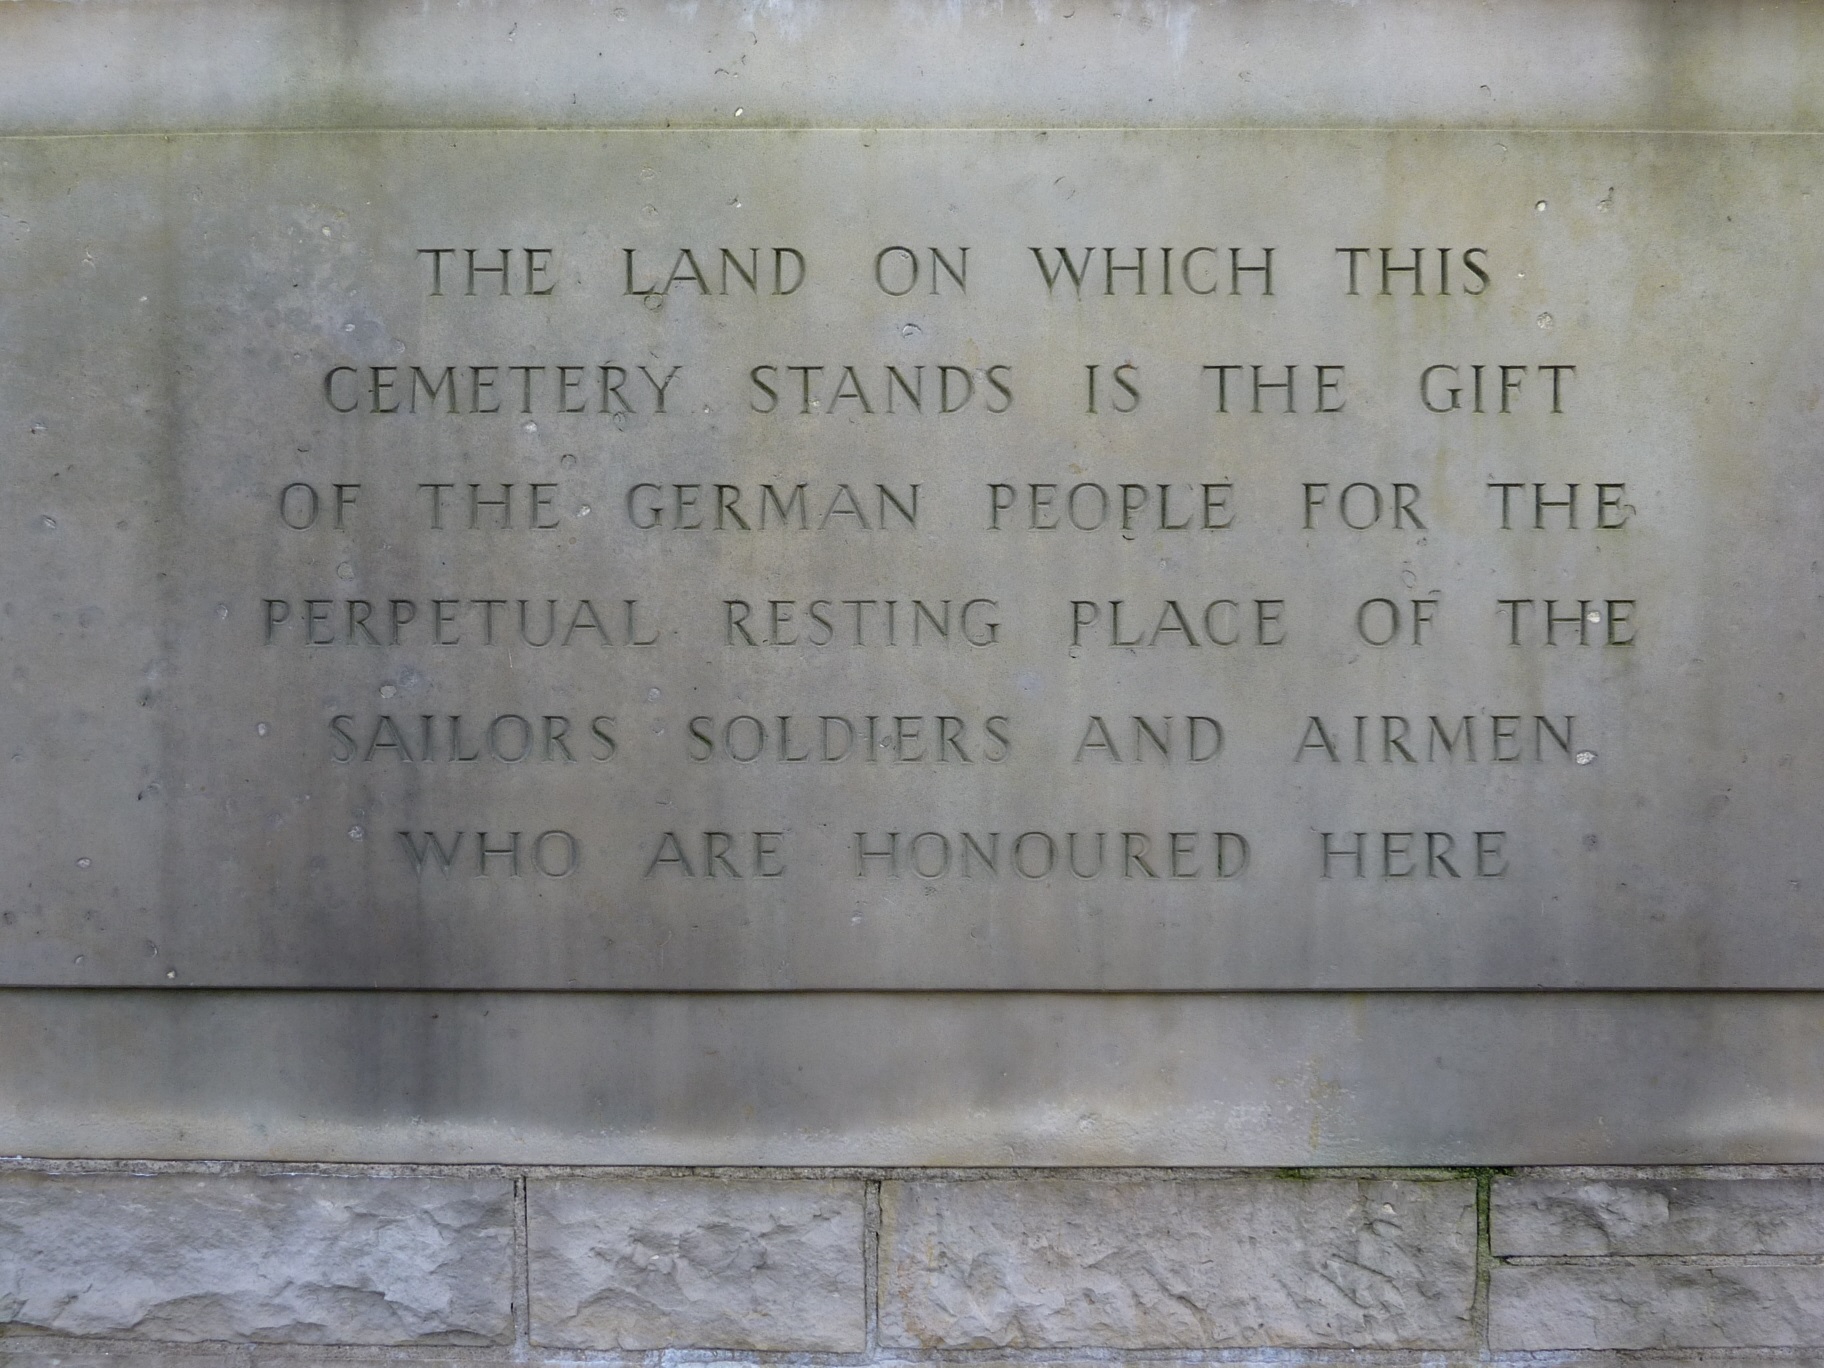 THE LAND ON WHICH THIS
CEMETERY STANDS IS THE GIFT
OF THE GERMAN PEOPLE FOR THE
PERPETUAL RESTING PLACE OF THE
SAILORS SOLDIERS AND AIRMEN
WHO ARE HONOURED HERE